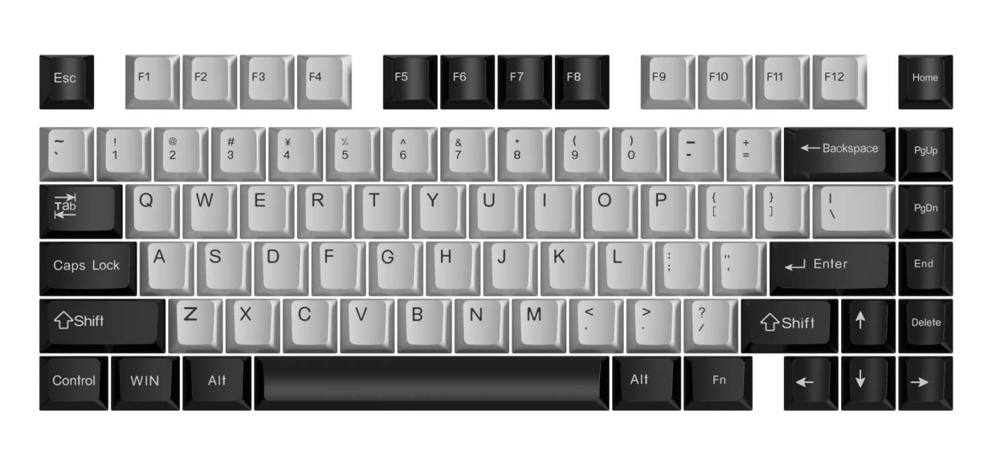 Esc F1 F2 F3 F4 F5 F6 F7 F8 F9 F10 F11 F12 Home
~ ! @ # ¥ % ^ & * ( ) — + ←Backspace PgUp
` 1 2 3 4 5 6 7 8 9 0 - =
Tab Q W E R T Y U I O P { } | PgDn
[ ] \
Caps Lock A S D F G H J K L : " ↵ Enter End
; '
⇧Shift Z X C V B N M < > ? ⇧Shift ↑ Delete
, . /
Control WIN Alt Alt Fn ← ↓ →